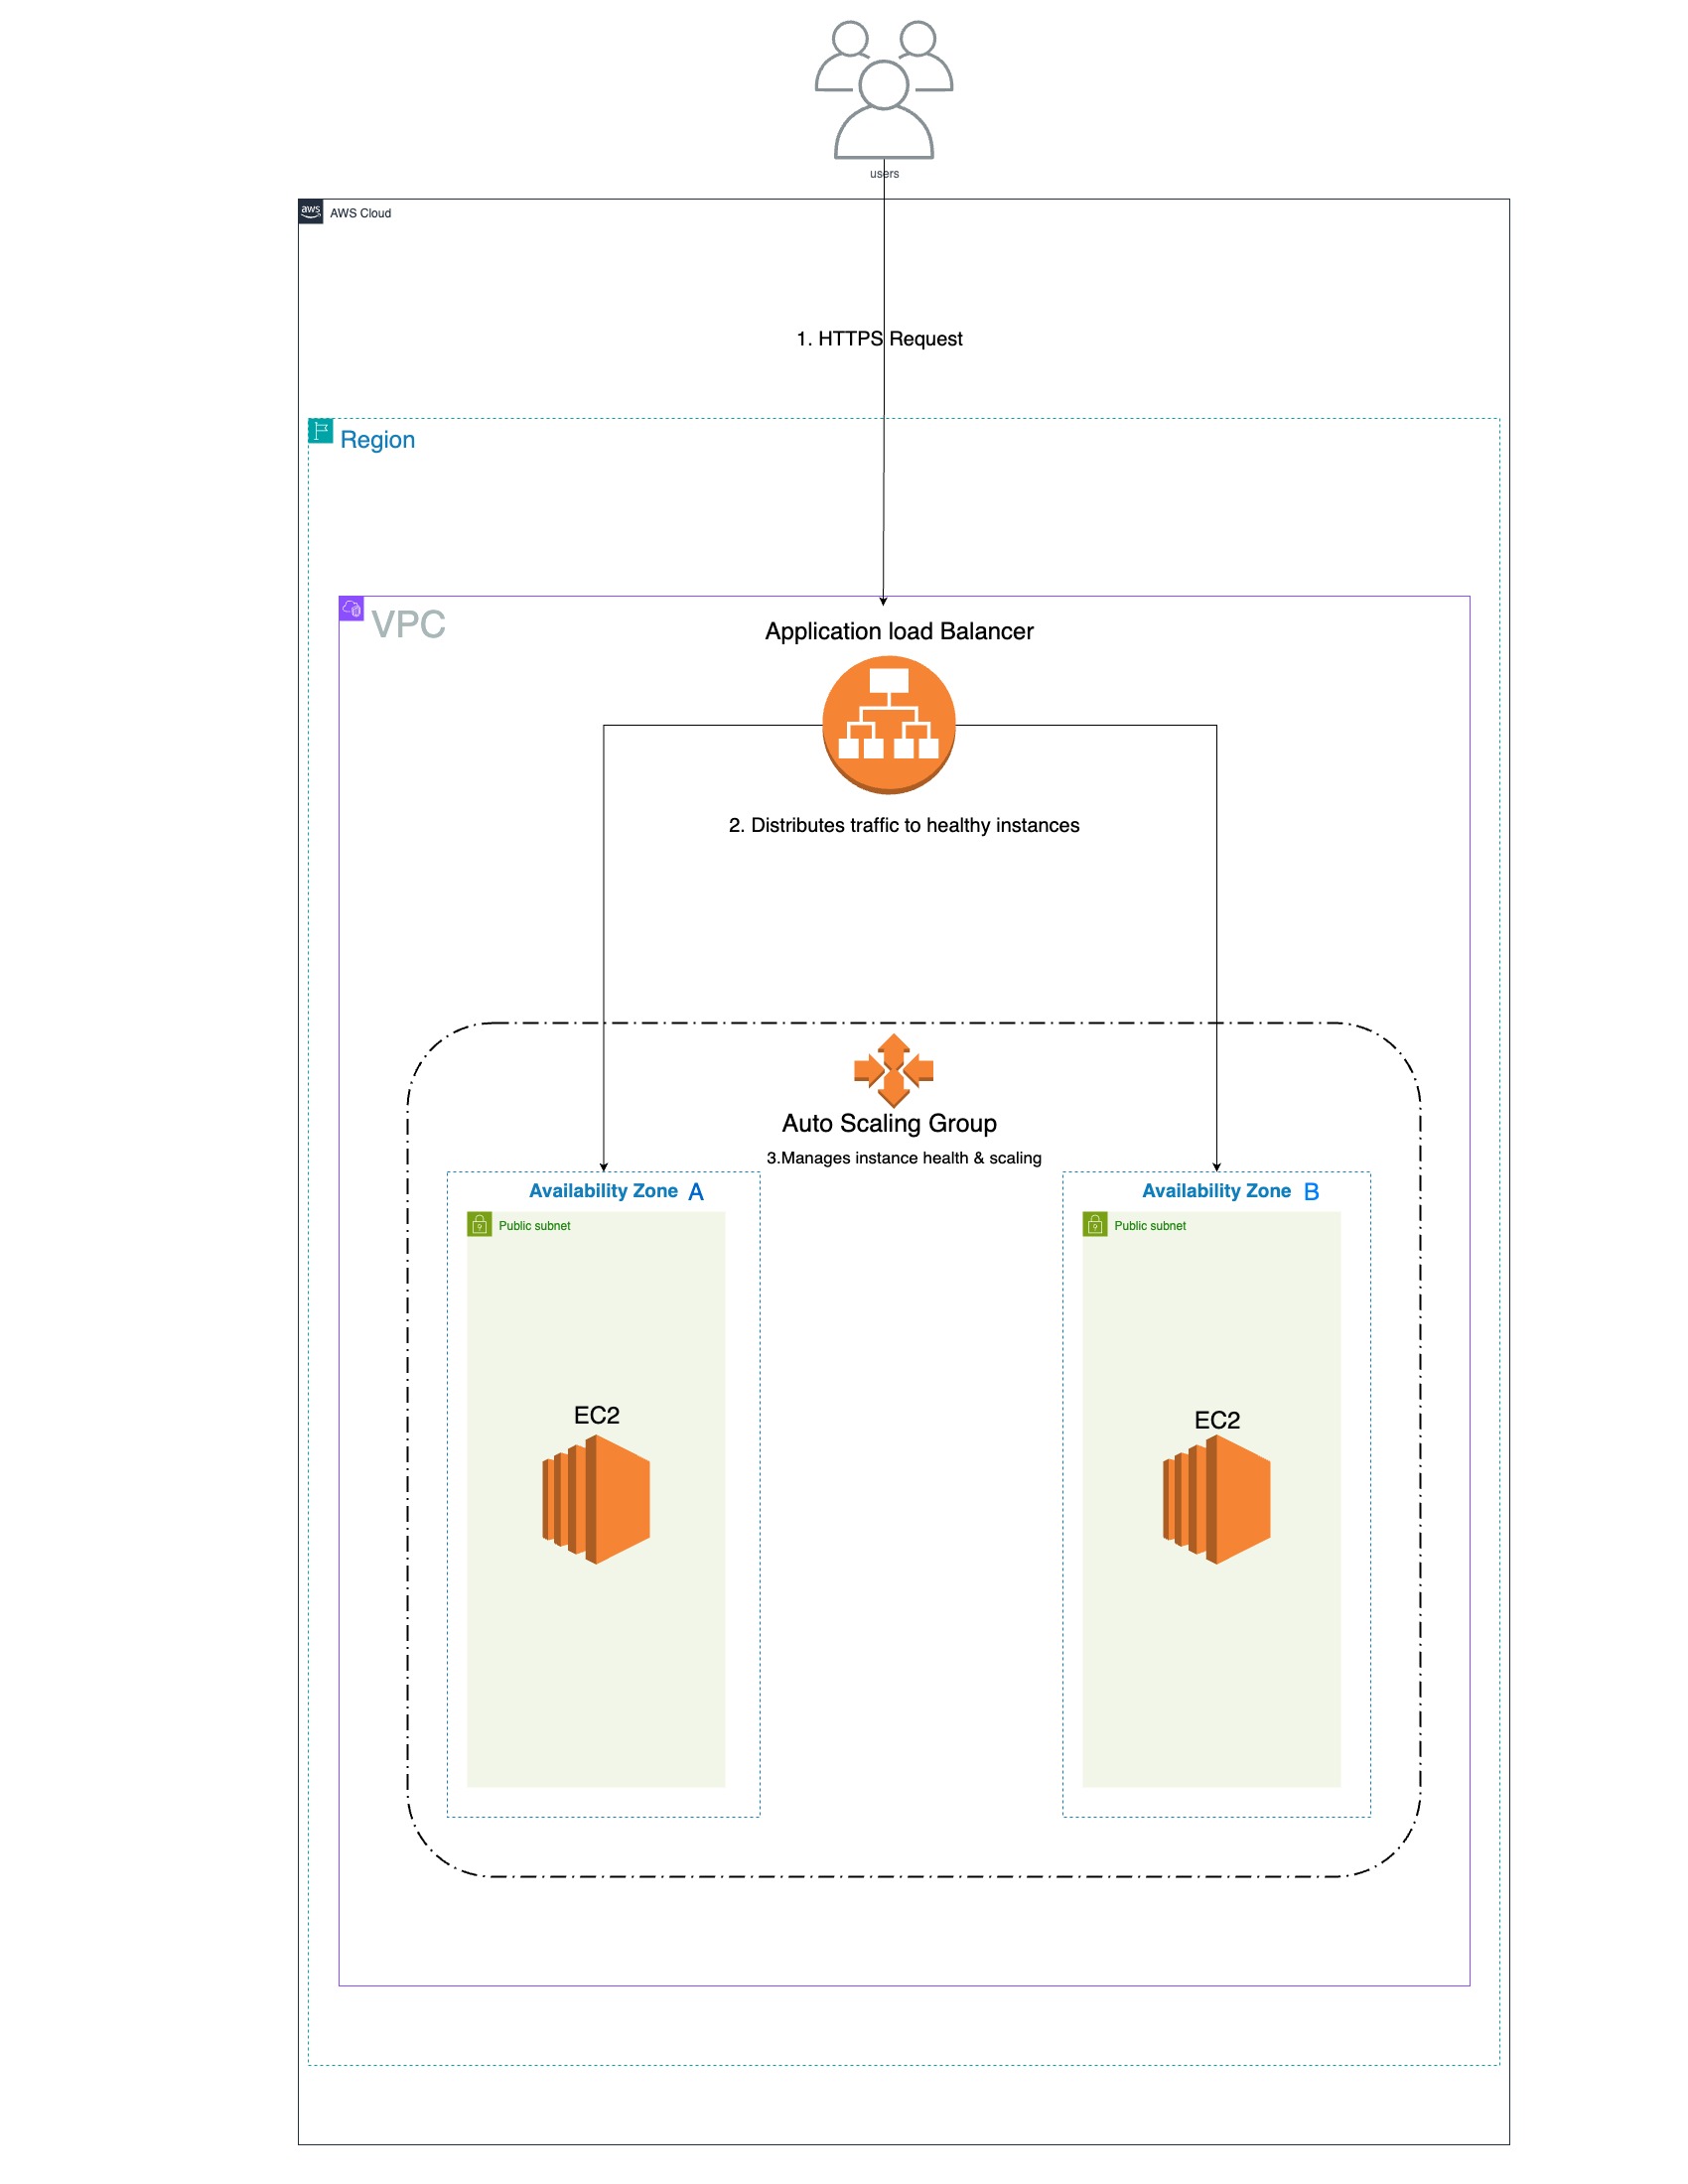 users
aws
AWS Cloud
1. HTTPS Request
Region
VPC
Application load Balancer
2. Distributes traffic to healthy instances
Auto Scaling Group
3.Manages instance health & scaling
Availability Zone A
Availability Zone B
Public subnet
Public subnet
EC2
EC2